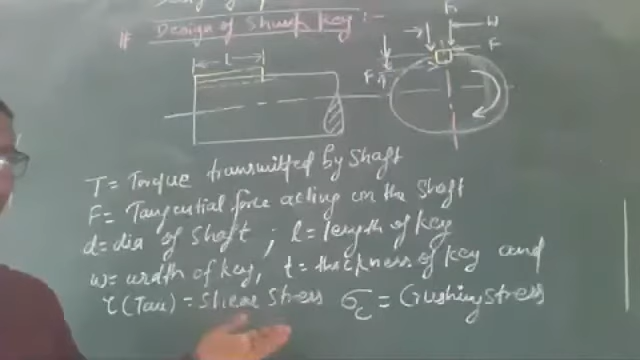 # Design of Shunk key :-
l
W
F
F
T = Torque transmitted by shaft
F = Tangential force acting on the shaft
d = dia of shaft ; l = length of key
w = width of key, t = thickness of key and
τ (Tau) = Shear Stress σc = Crushing stress